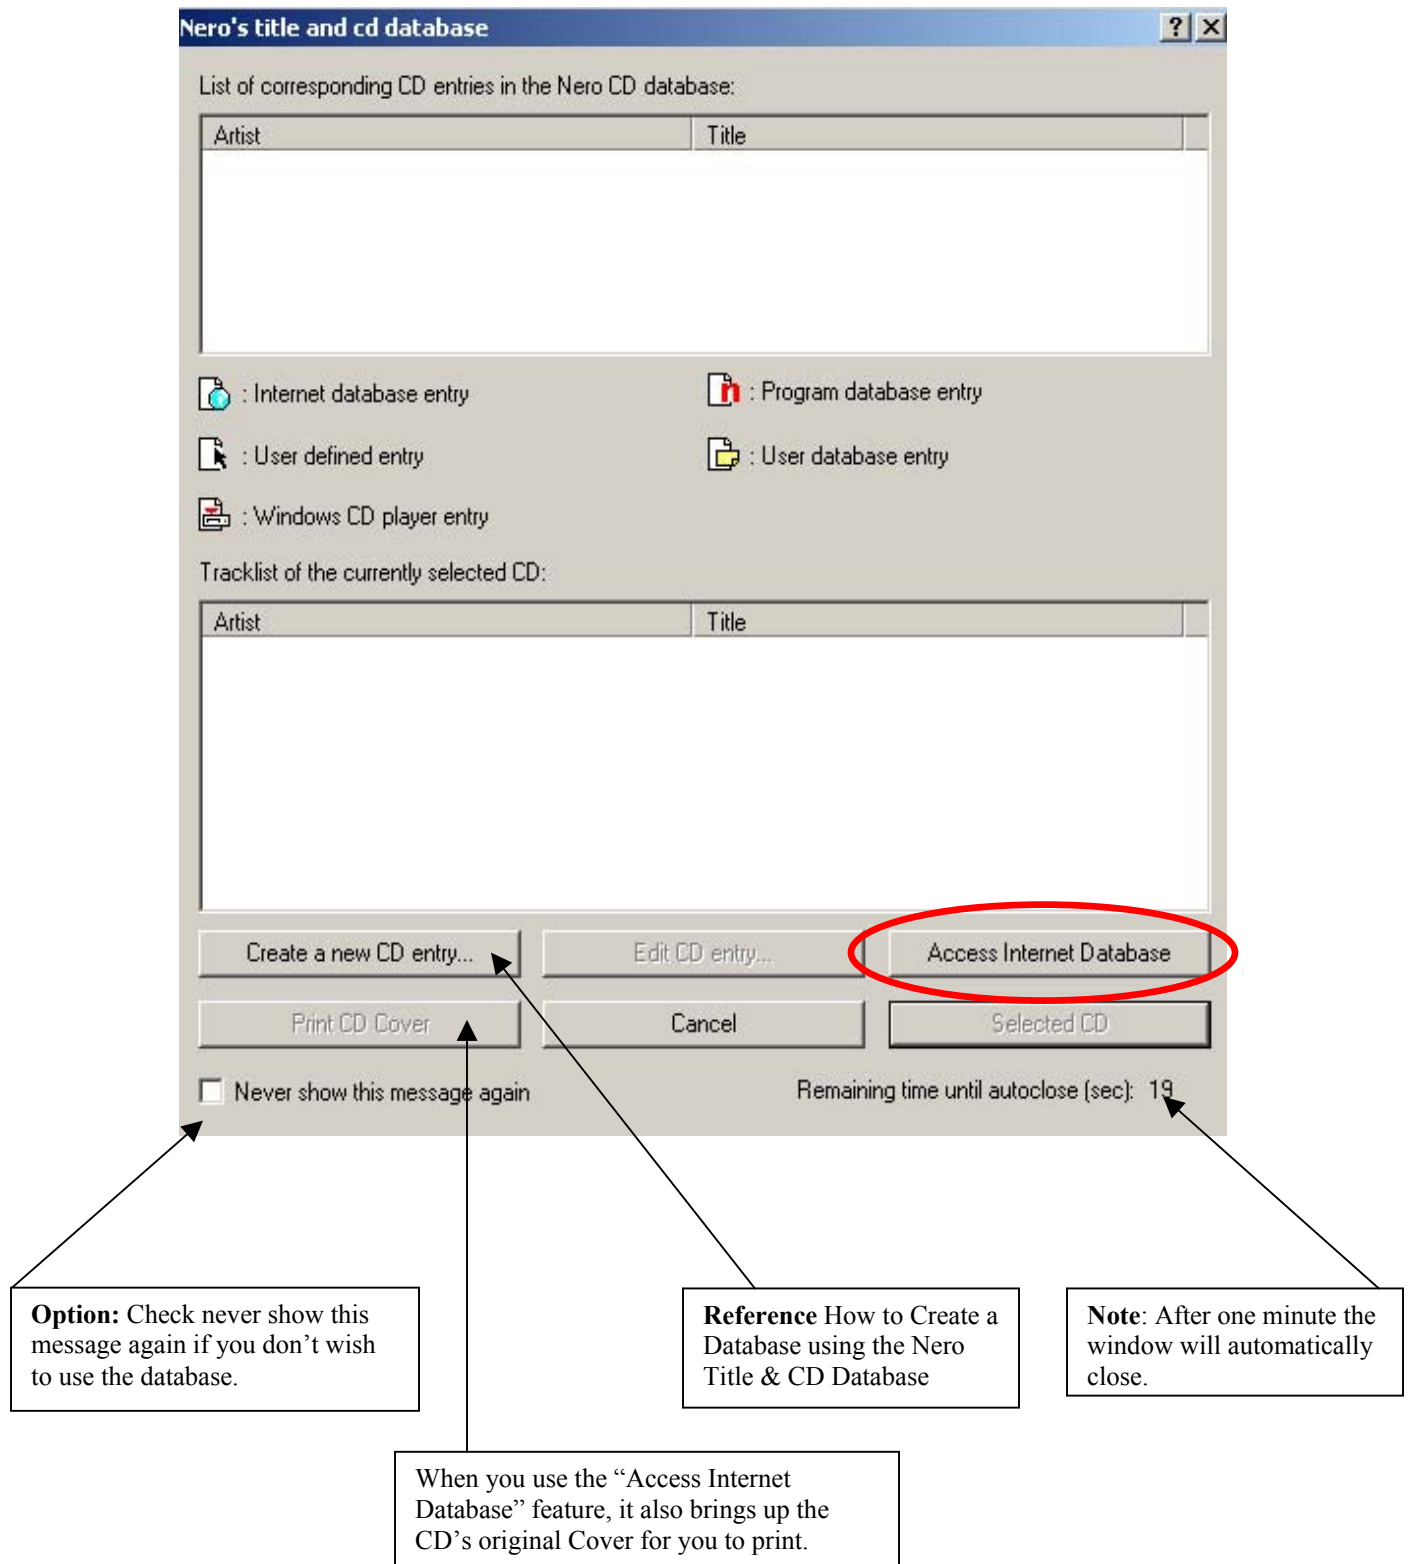 Nero's title and cd database
List of corresponding CD entries in the Nero CD database:
Artist Title
: Internet database entry : Program database entry
: User defined entry : User database entry
: Windows CD player entry
Tracklist of the currently selected CD:
Artist Title
Create a new CD entry... Edit CD entry... Access Internet Database
Print CD Cover Cancel Selected CD
Never show this message again Remaining time until autoclose (sec): 19
Option: Check never show this
message again if you don’t wish
to use the database.
Reference How to Create a
Database using the Nero
Title & CD Database
Note: After one minute the
window will automatically
close.
When you use the “Access Internet
Database” feature, it also brings up the
CD’s original Cover for you to print.